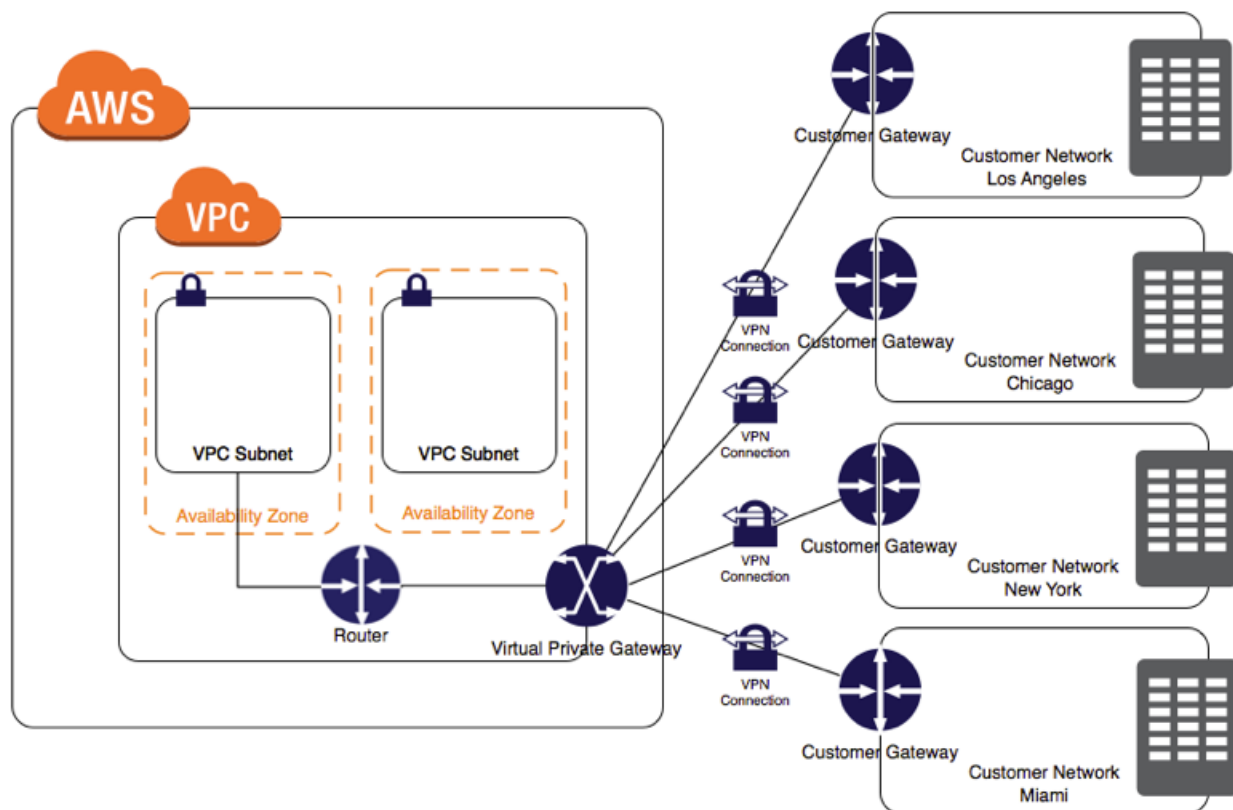 AWS
VPC
VPC Subnet
Availability Zone
VPC Subnet
Availability Zone
Router
Virtual Private Gateway
VPN
Connection
VPN
Connection
VPN
Connection
VPN
Connection
Customer Gateway
Customer Network
Los Angeles
Customer Gateway
Customer Network
Chicago
Customer Gateway
Customer Network
New York
Customer Gateway
Customer Network
Miami